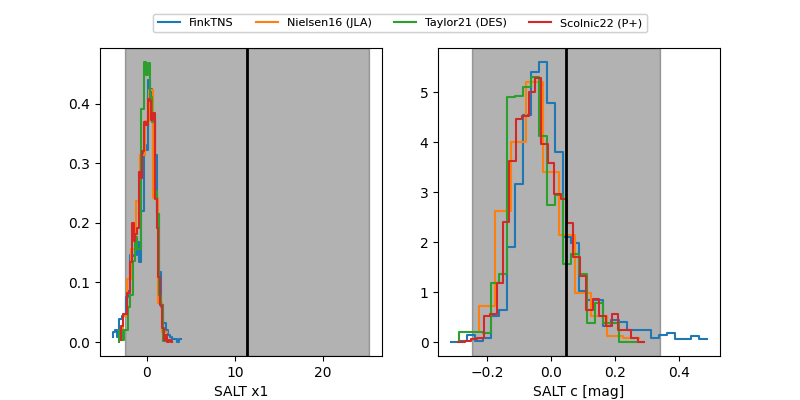 FinkTNS Nielsen16 (JLA) Taylor21 (DES) Scolnic22 (P+)
0.4
0.3
0.2
0.1
0.0
0 10 20
SALT x1
5
4
3
2
1
0
−0.2 0.0 0.2 0.4
SALT c [mag]